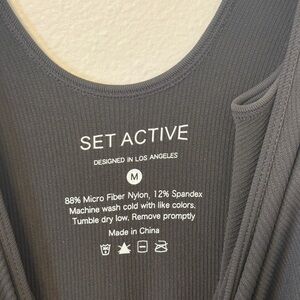 SET ACTIVE
DESIGNED IN LOS ANGELES
M
88% Micro Fiber Nylon, 12% Spandex
Machine wash cold with like colors.
Tumble dry low. Remove promptly
Made in China